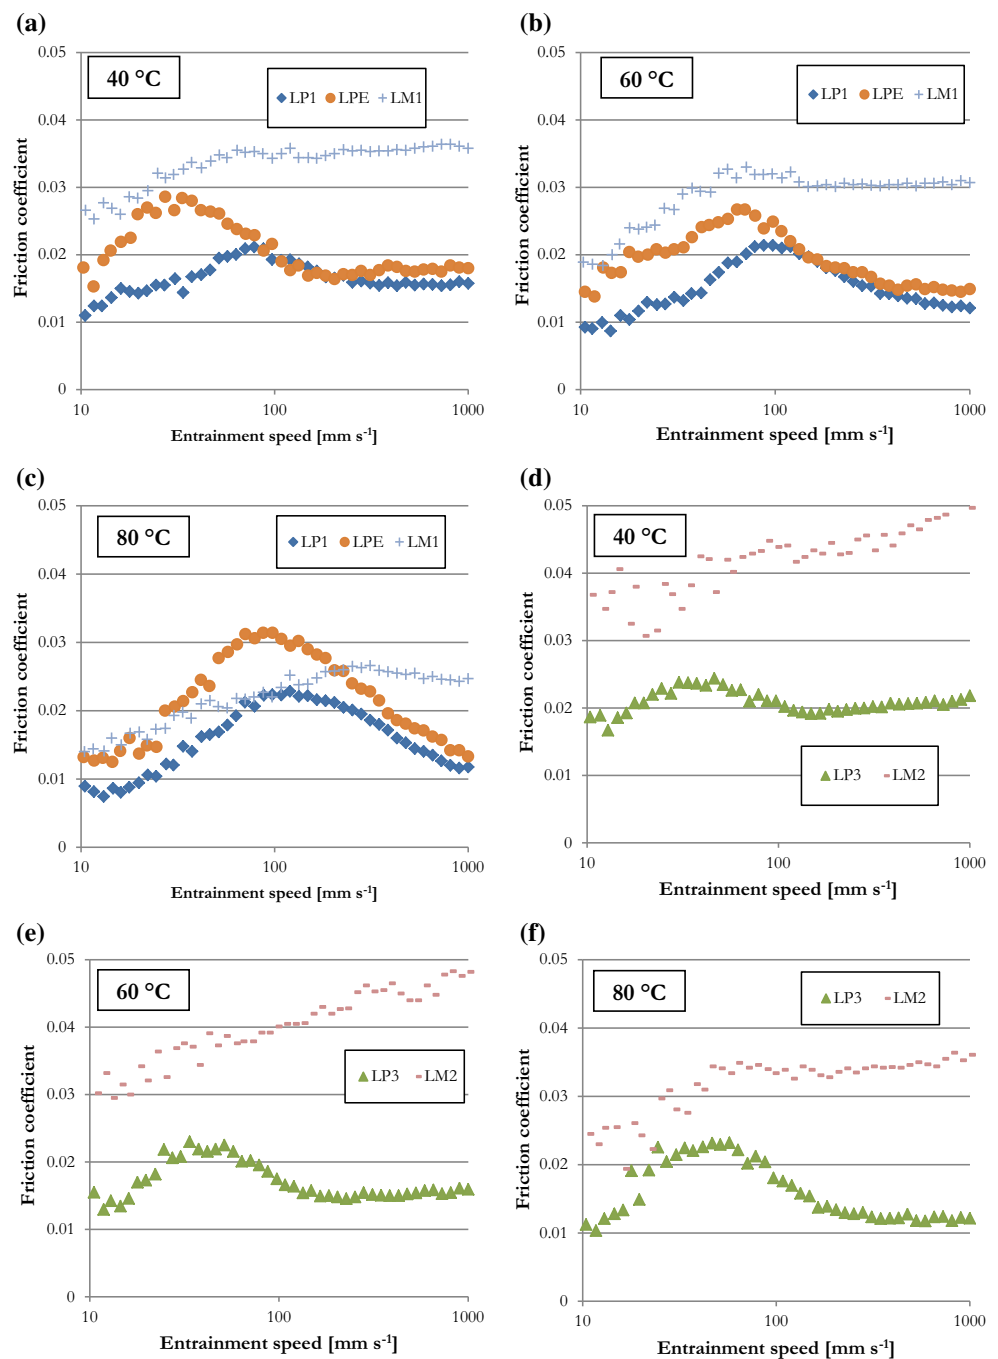 (a)
40 °C
LP1 LPE LM1
0.05
0.04
0.03
0.02
0.01
0
Friction coefficient
10 100 1000
Entrainment speed [mm s-1]
(b)
60 °C
LP1 LPE LM1
0.05
0.04
0.03
0.02
0.01
0
Friction coefficient
10 100 1000
Entrainment speed [mm s-1]
(c)
80 °C
LP1 LPE LM1
0.05
0.04
0.03
0.02
0.01
0
Friction coefficient
10 100 1000
Entrainment speed [mm s-1]
(d)
40 °C
0.05
0.04
0.03
0.02
0.01
0
Friction coefficient
LP3 LM2
10 100 1000
Entrainment speed [mm s-1]
(e)
60 °C
0.05
0.04
0.03
0.02
0.01
0
Friction coefficient
LP3 LM2
10 100 1000
Entrainment speed [mm s-1]
(f)
80 °C
LP3 LM2
0.05
0.04
0.03
0.02
0.01
0
Friction coefficient
10 100 1000
Entrainment speed [mm s-1]